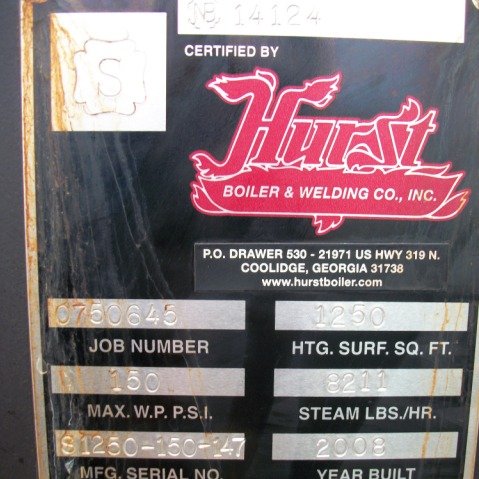 NB 14124
S
CERTIFIED BY
Hurst
BOILER & WELDING CO., INC.
P.O. DRAWER 530 - 21971 US HWY 319 N.
COOLIDGE, GEORGIA 31738
www.hurstboiler.com
0750645 1250
JOB NUMBER HTG. SURF. SQ. FT.
150 8211
MAX. W.P. P.S.I. STEAM LBS./HR.
S1250-150-147 2008
MFG. SERIAL NO. YEAR BUILT